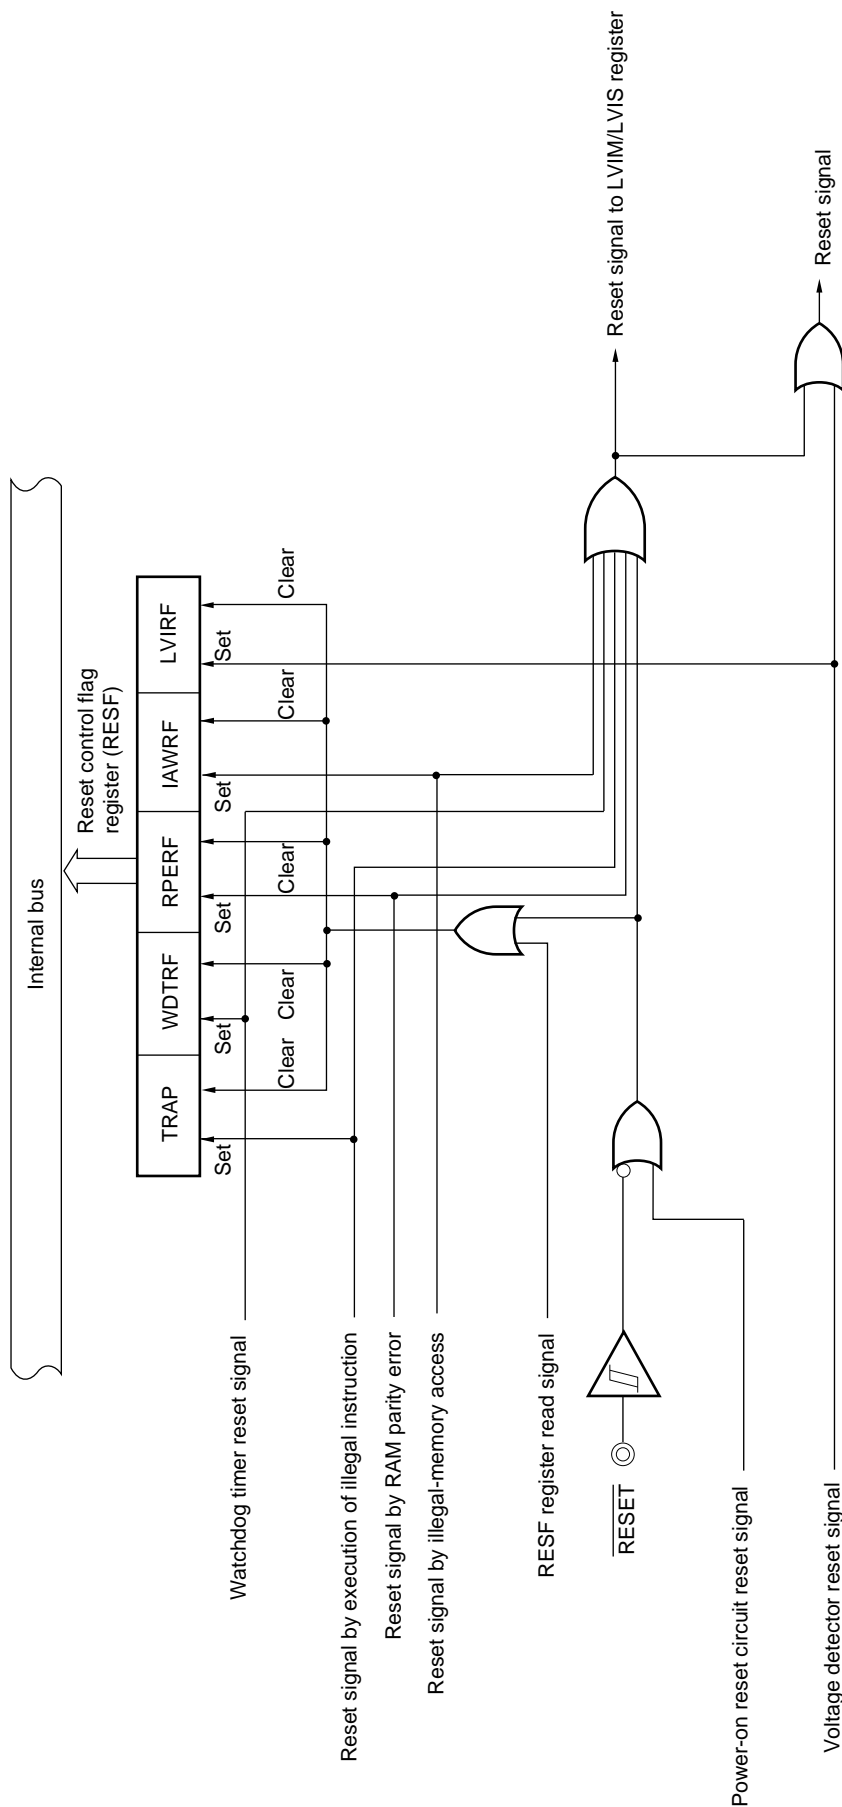 Internal bus
Reset control flag
register (RESF)
TRAP
WDTRF
RPERF
IAWRF
LVIRF
Set
Clear
Set
Clear
Set
Clear
Set
Clear
Set
Clear
Watchdog timer reset signal
Reset signal by execution of illegal instruction
Reset signal by RAM parity error
Reset signal by illegal-memory access
RESF register read signal
RESET
Power-on reset circuit reset signal
Voltage detector reset signal
Reset signal to LVIM/LVIS register
Reset signal